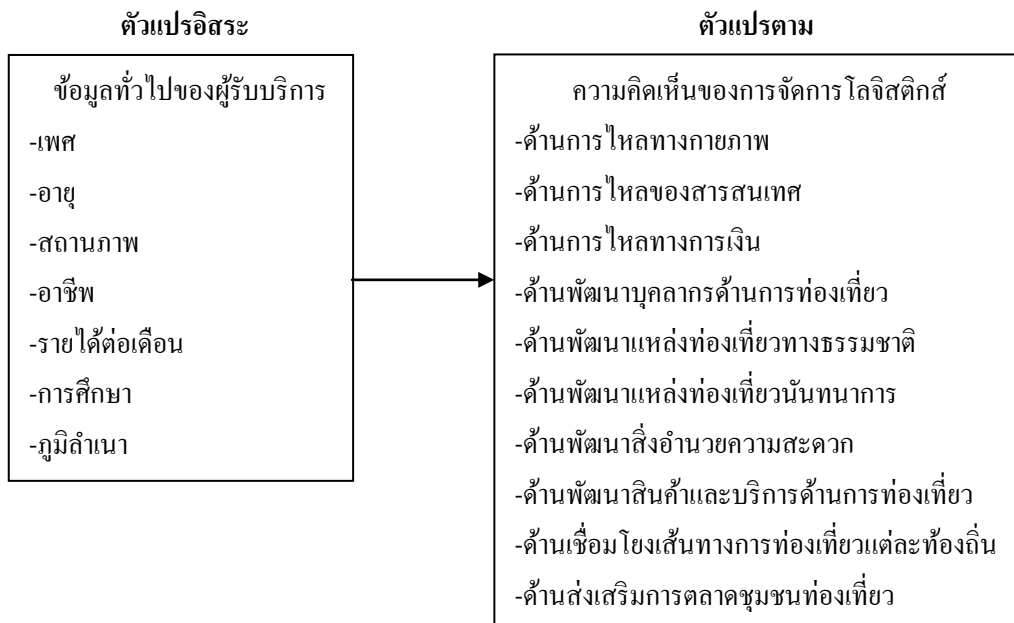 ตัวแปรอิสระ
ข้อมูลทั่วไปของผู้รับบริการ
-เพศ
-อายุ
-สถานภาพ
-อาชีพ
-รายได้ต่อเดือน
-การศึกษา
-ภูมิลำเนา
ตัวแปรตาม
ความคิดเห็นของการจัดการโลจิสติกส์
-ด้านการไหลทางกายภาพ
-ด้านการไหลของสารสนเทศ
-ด้านการไหลทางการเงิน
-ด้านพัฒนาบุคลากรด้านการท่องเที่ยว
-ด้านพัฒนาแหล่งท่องเที่ยวทางธรรมชาติ
-ด้านพัฒนาแหล่งท่องเที่ยวนันทนาการ
-ด้านพัฒนาสิ่งอำนวยความสะดวก
-ด้านพัฒนาสินค้าและบริการด้านการท่องเที่ยว
-ด้านเชื่อมโยงเส้นทางการท่องเที่ยวแต่ละท้องถิ่น
-ด้านส่งเสริมการตลาดชุมชนท่องเที่ยว